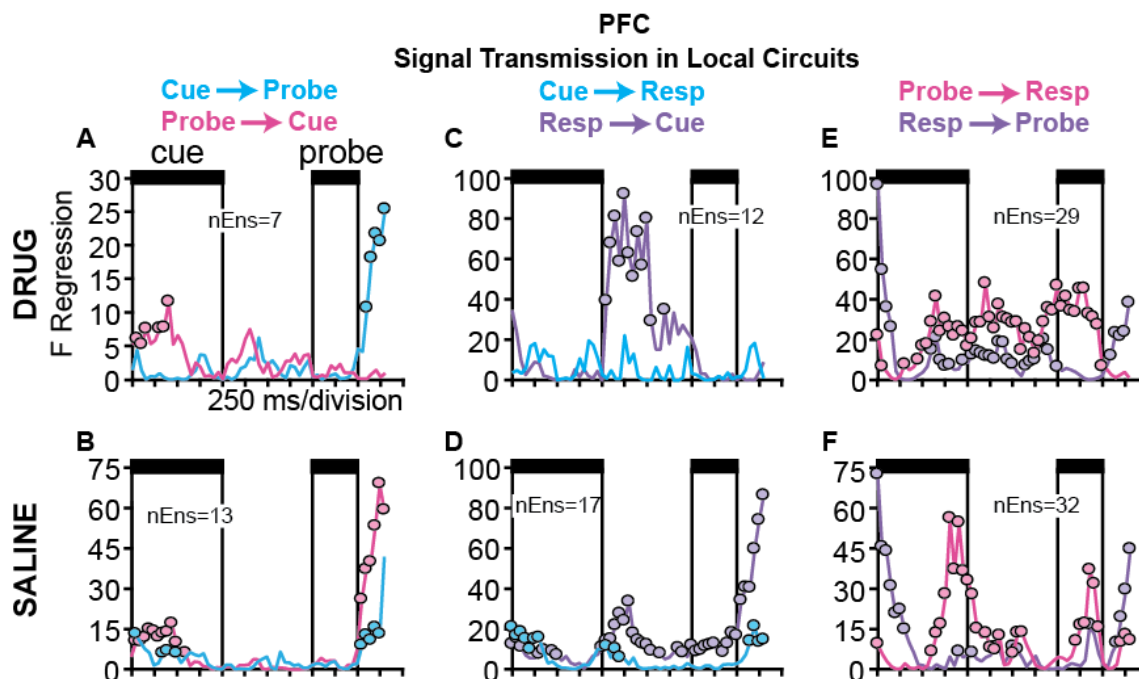 PFC
Signal Transmission in Local Circuits
Cue → Probe
Probe → Cue
Cue → Resp
Resp → Cue
Probe → Resp
Resp → Probe
DRUG
F Regression
A
cue
probe
30
25
20
15
10
5
0
nEns=7
250 ms/division
C
100
80
60
40
20
0
nEns=12
E
100
80
60
40
20
0
nEns=29
SALINE
B
75
60
45
30
15
0
nEns=13
D
100
80
60
40
20
0
nEns=17
F
75
60
45
30
15
0
nEns=32